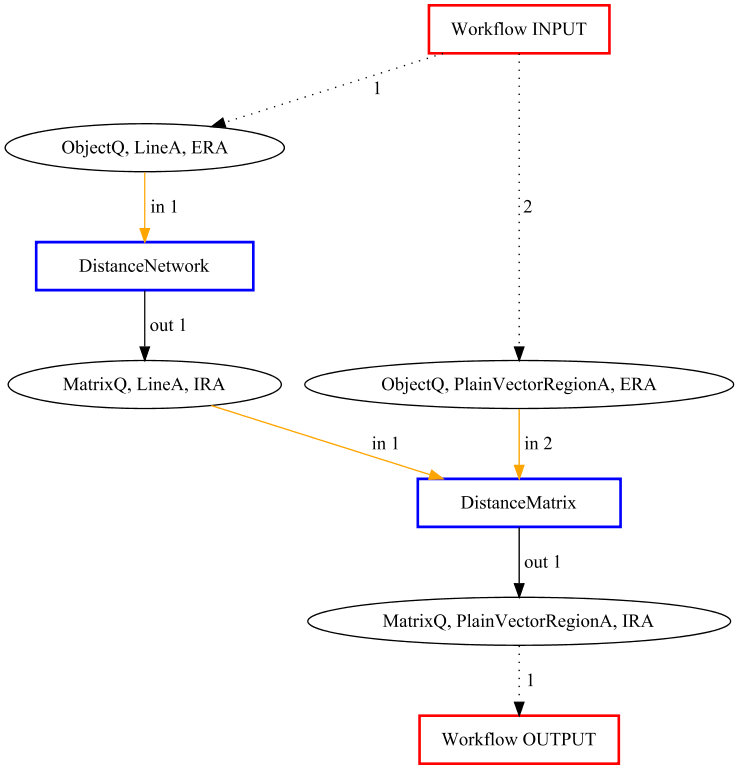 Workflow INPUT
1
ObjectQ, LineA, ERA
in 1
2
DistanceNetwork
out 1
MatrixQ, LineA, IRA
ObjectQ, PlainVectorRegionA, ERA
in 1
in 2
DistanceMatrix
out 1
MatrixQ, PlainVectorRegionA, IRA
1
Workflow OUTPUT